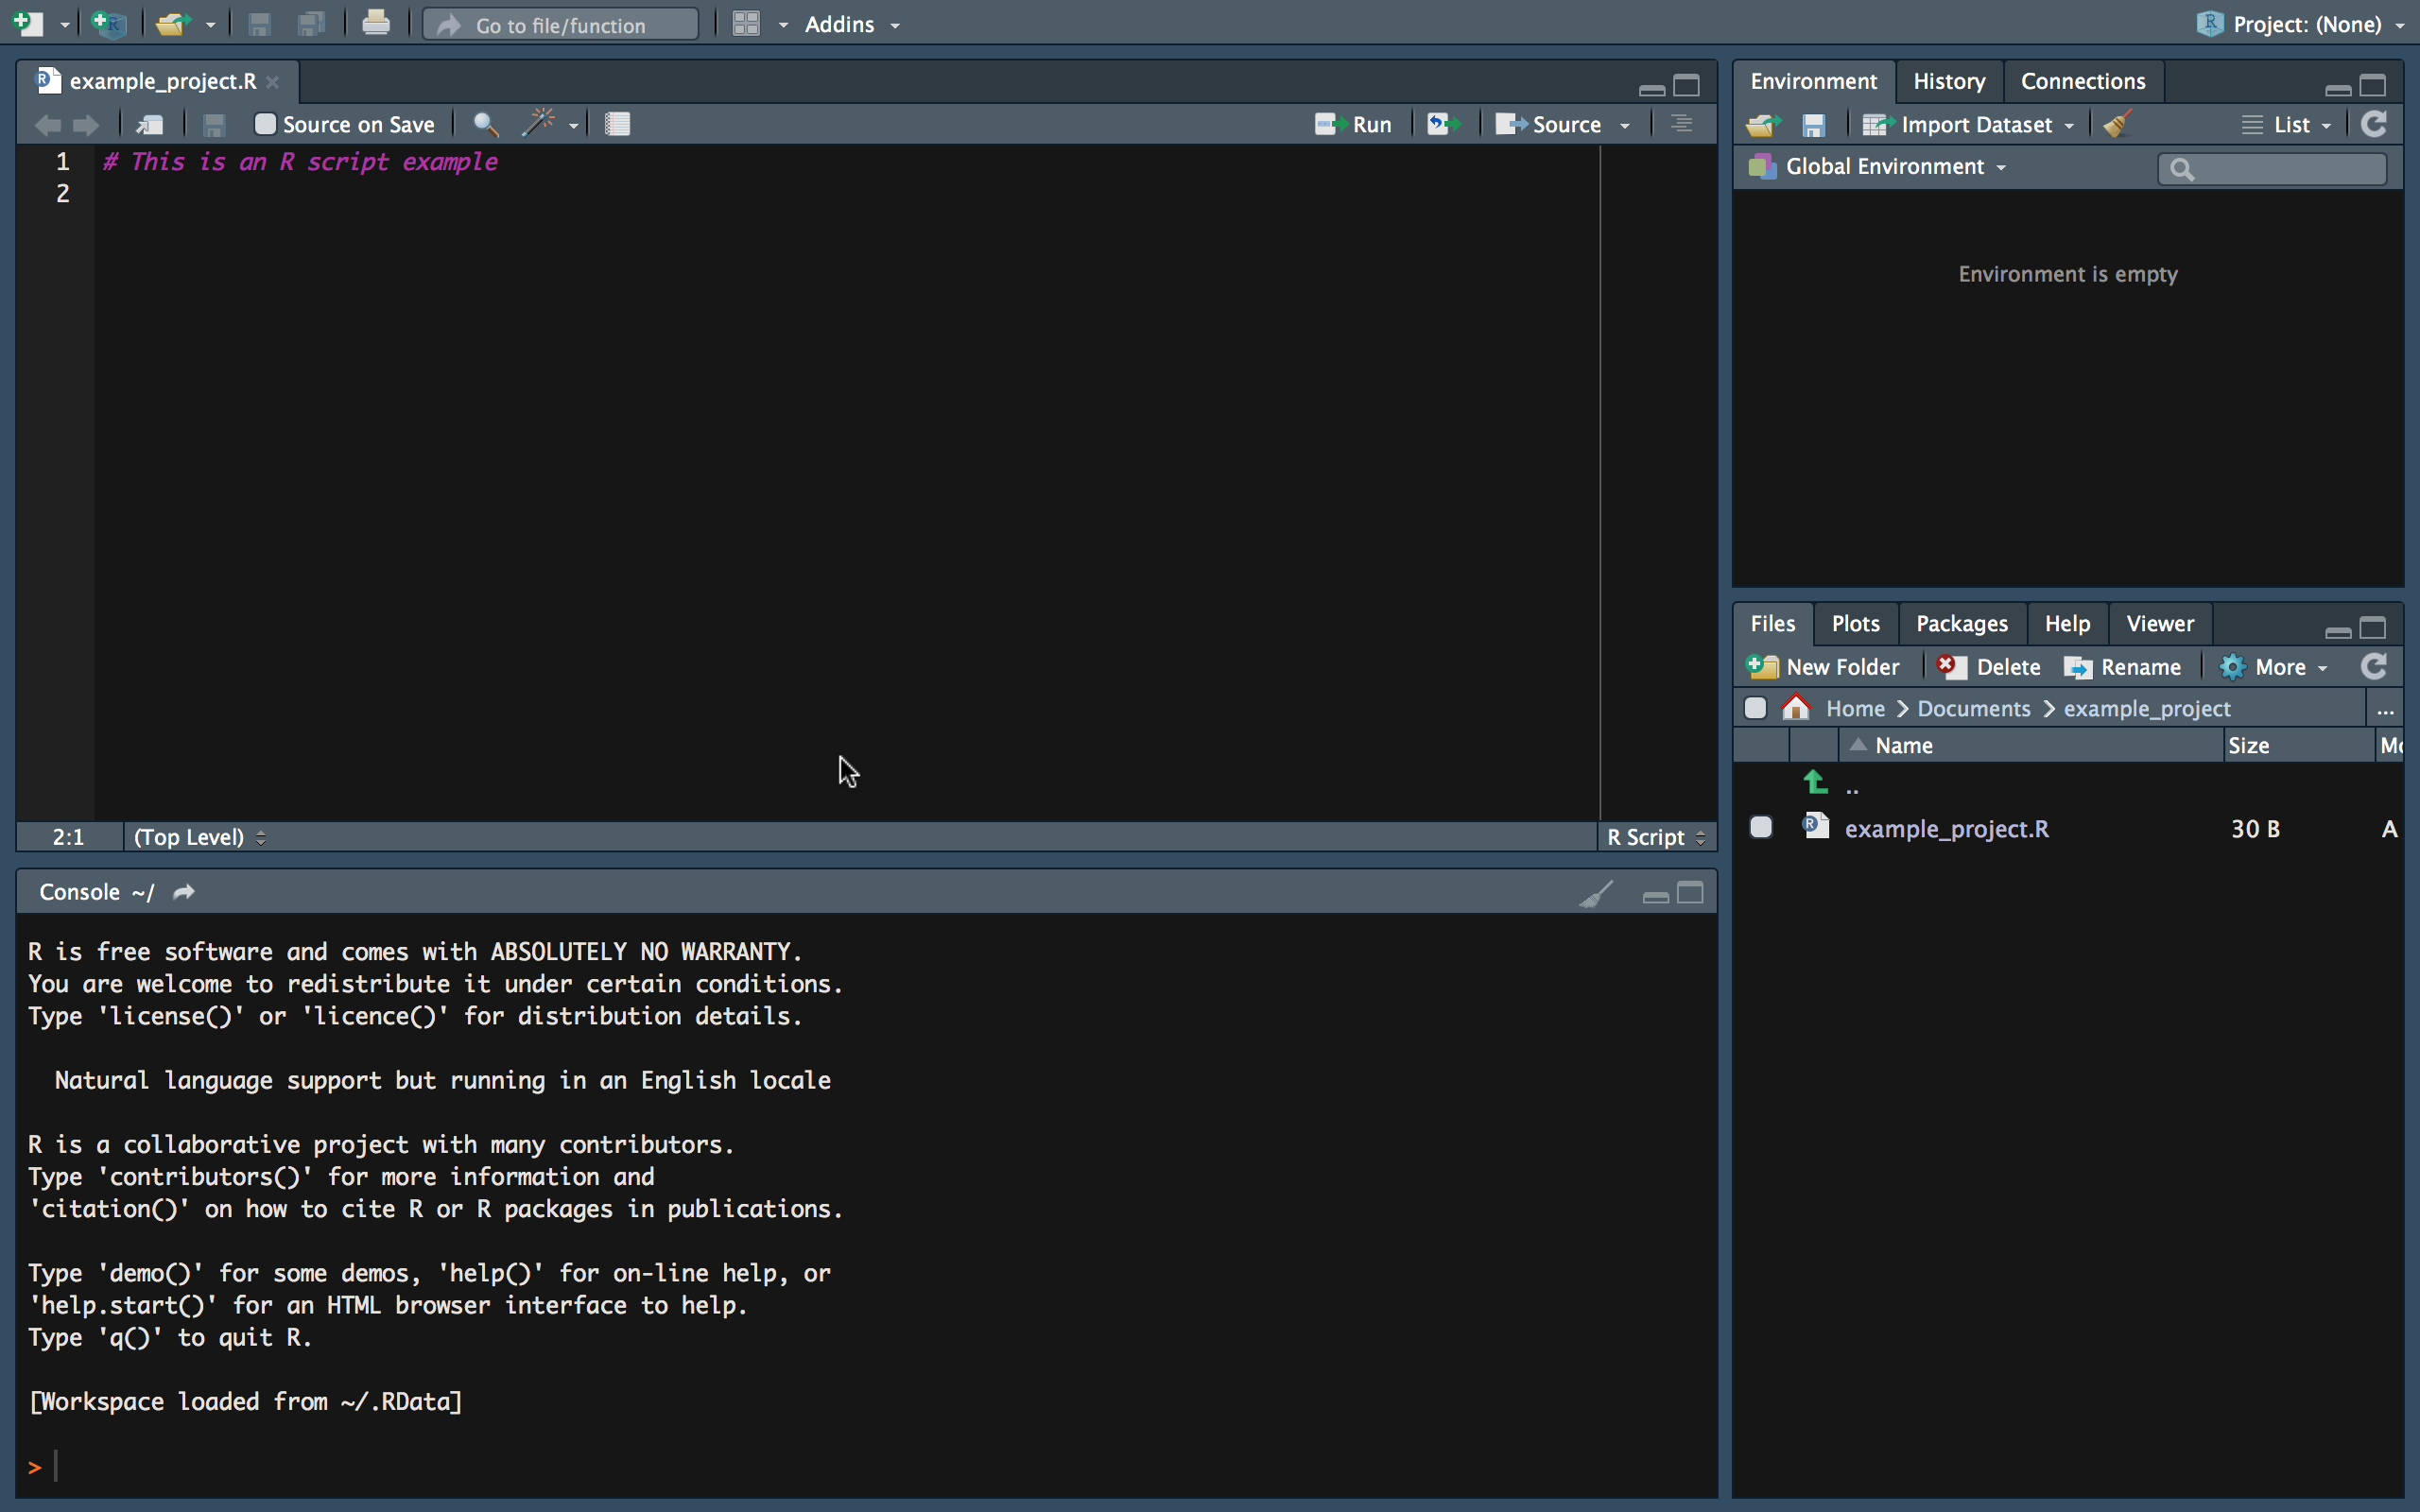 Go to file/function
Addins
Project: (None)
example_project.R
Source on Save
Run
Source
1 # This is an R script example
2
2:1 (Top Level)
R Script
Console ~/
R is free software and comes with ABSOLUTELY NO WARRANTY.
You are welcome to redistribute it under certain conditions.
Type 'license()' or 'licence()' for distribution details.
Natural language support but running in an English locale
R is a collaborative project with many contributors.
Type 'contributors()' for more information and
'citation()' on how to cite R or R packages in publications.
Type 'demo()' for some demos, 'help()' for on-line help, or
'help.start()' for an HTML browser interface to help.
Type 'q()' to quit R.
[Workspace loaded from ~/.RData]
>
Environment History Connections
Import Dataset List
Global Environment
Environment is empty
Files Plots Packages Help Viewer
New Folder Delete Rename More
Home > Documents > example_project ...
Name Size
..
example_project.R 30 B A